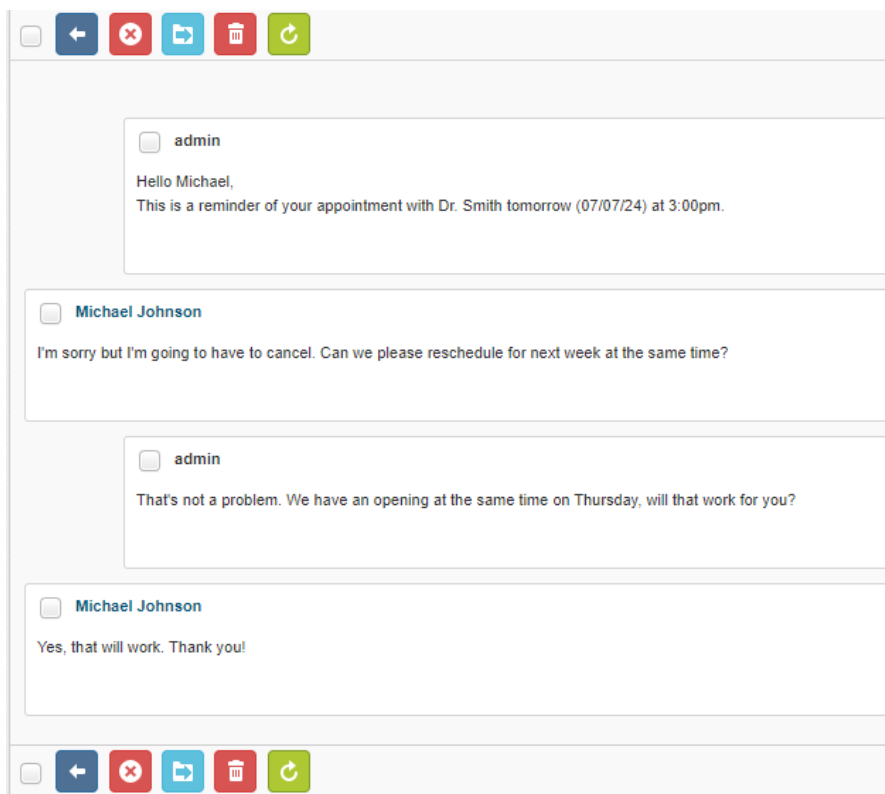 admin
Hello Michael,
This is a reminder of your appointment with Dr. Smith tomorrow (07/07/24) at 3:00pm.
Michael Johnson
I'm sorry but I'm going to have to cancel. Can we please reschedule for next week at the same time?
admin
That's not a problem. We have an opening at the same time on Thursday, will that work for you?
Michael Johnson
Yes, that will work. Thank you!